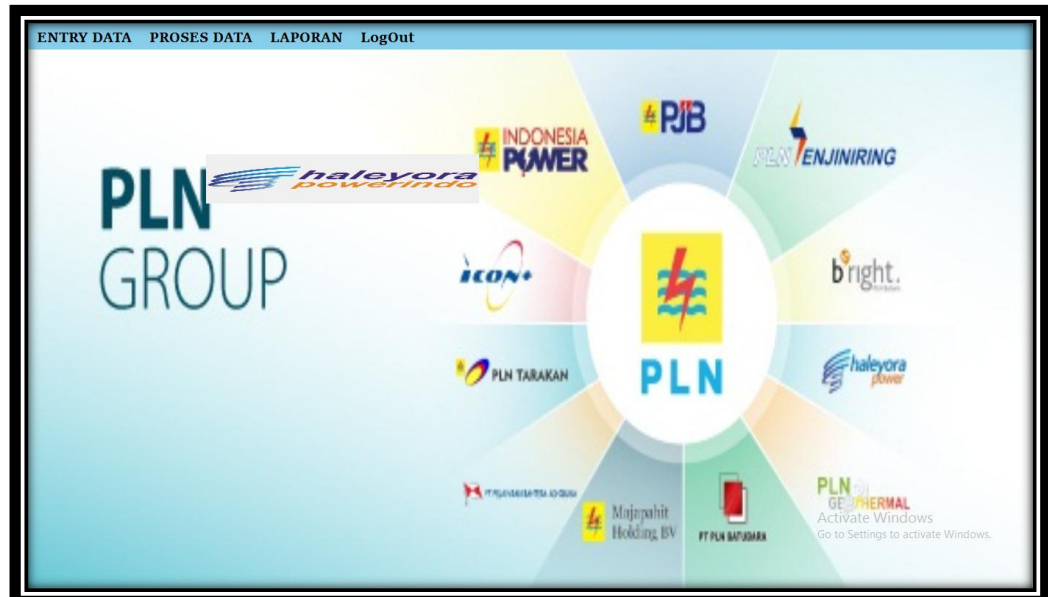 ENTRY DATA PROSES DATA LAPORAN LogOut
PLN
GROUP
haleyora
powerindo
INDONESIA
POWER
PJB
PLN ENJINIRING
icon+
b right.
PLN TARAKAN
haleyora
power
PLN
Majapahit
Holding BV
PT PLN BATUBARA
PLN
GEOTHERMAL
Activate Windows
Go to Settings to activate Windows.